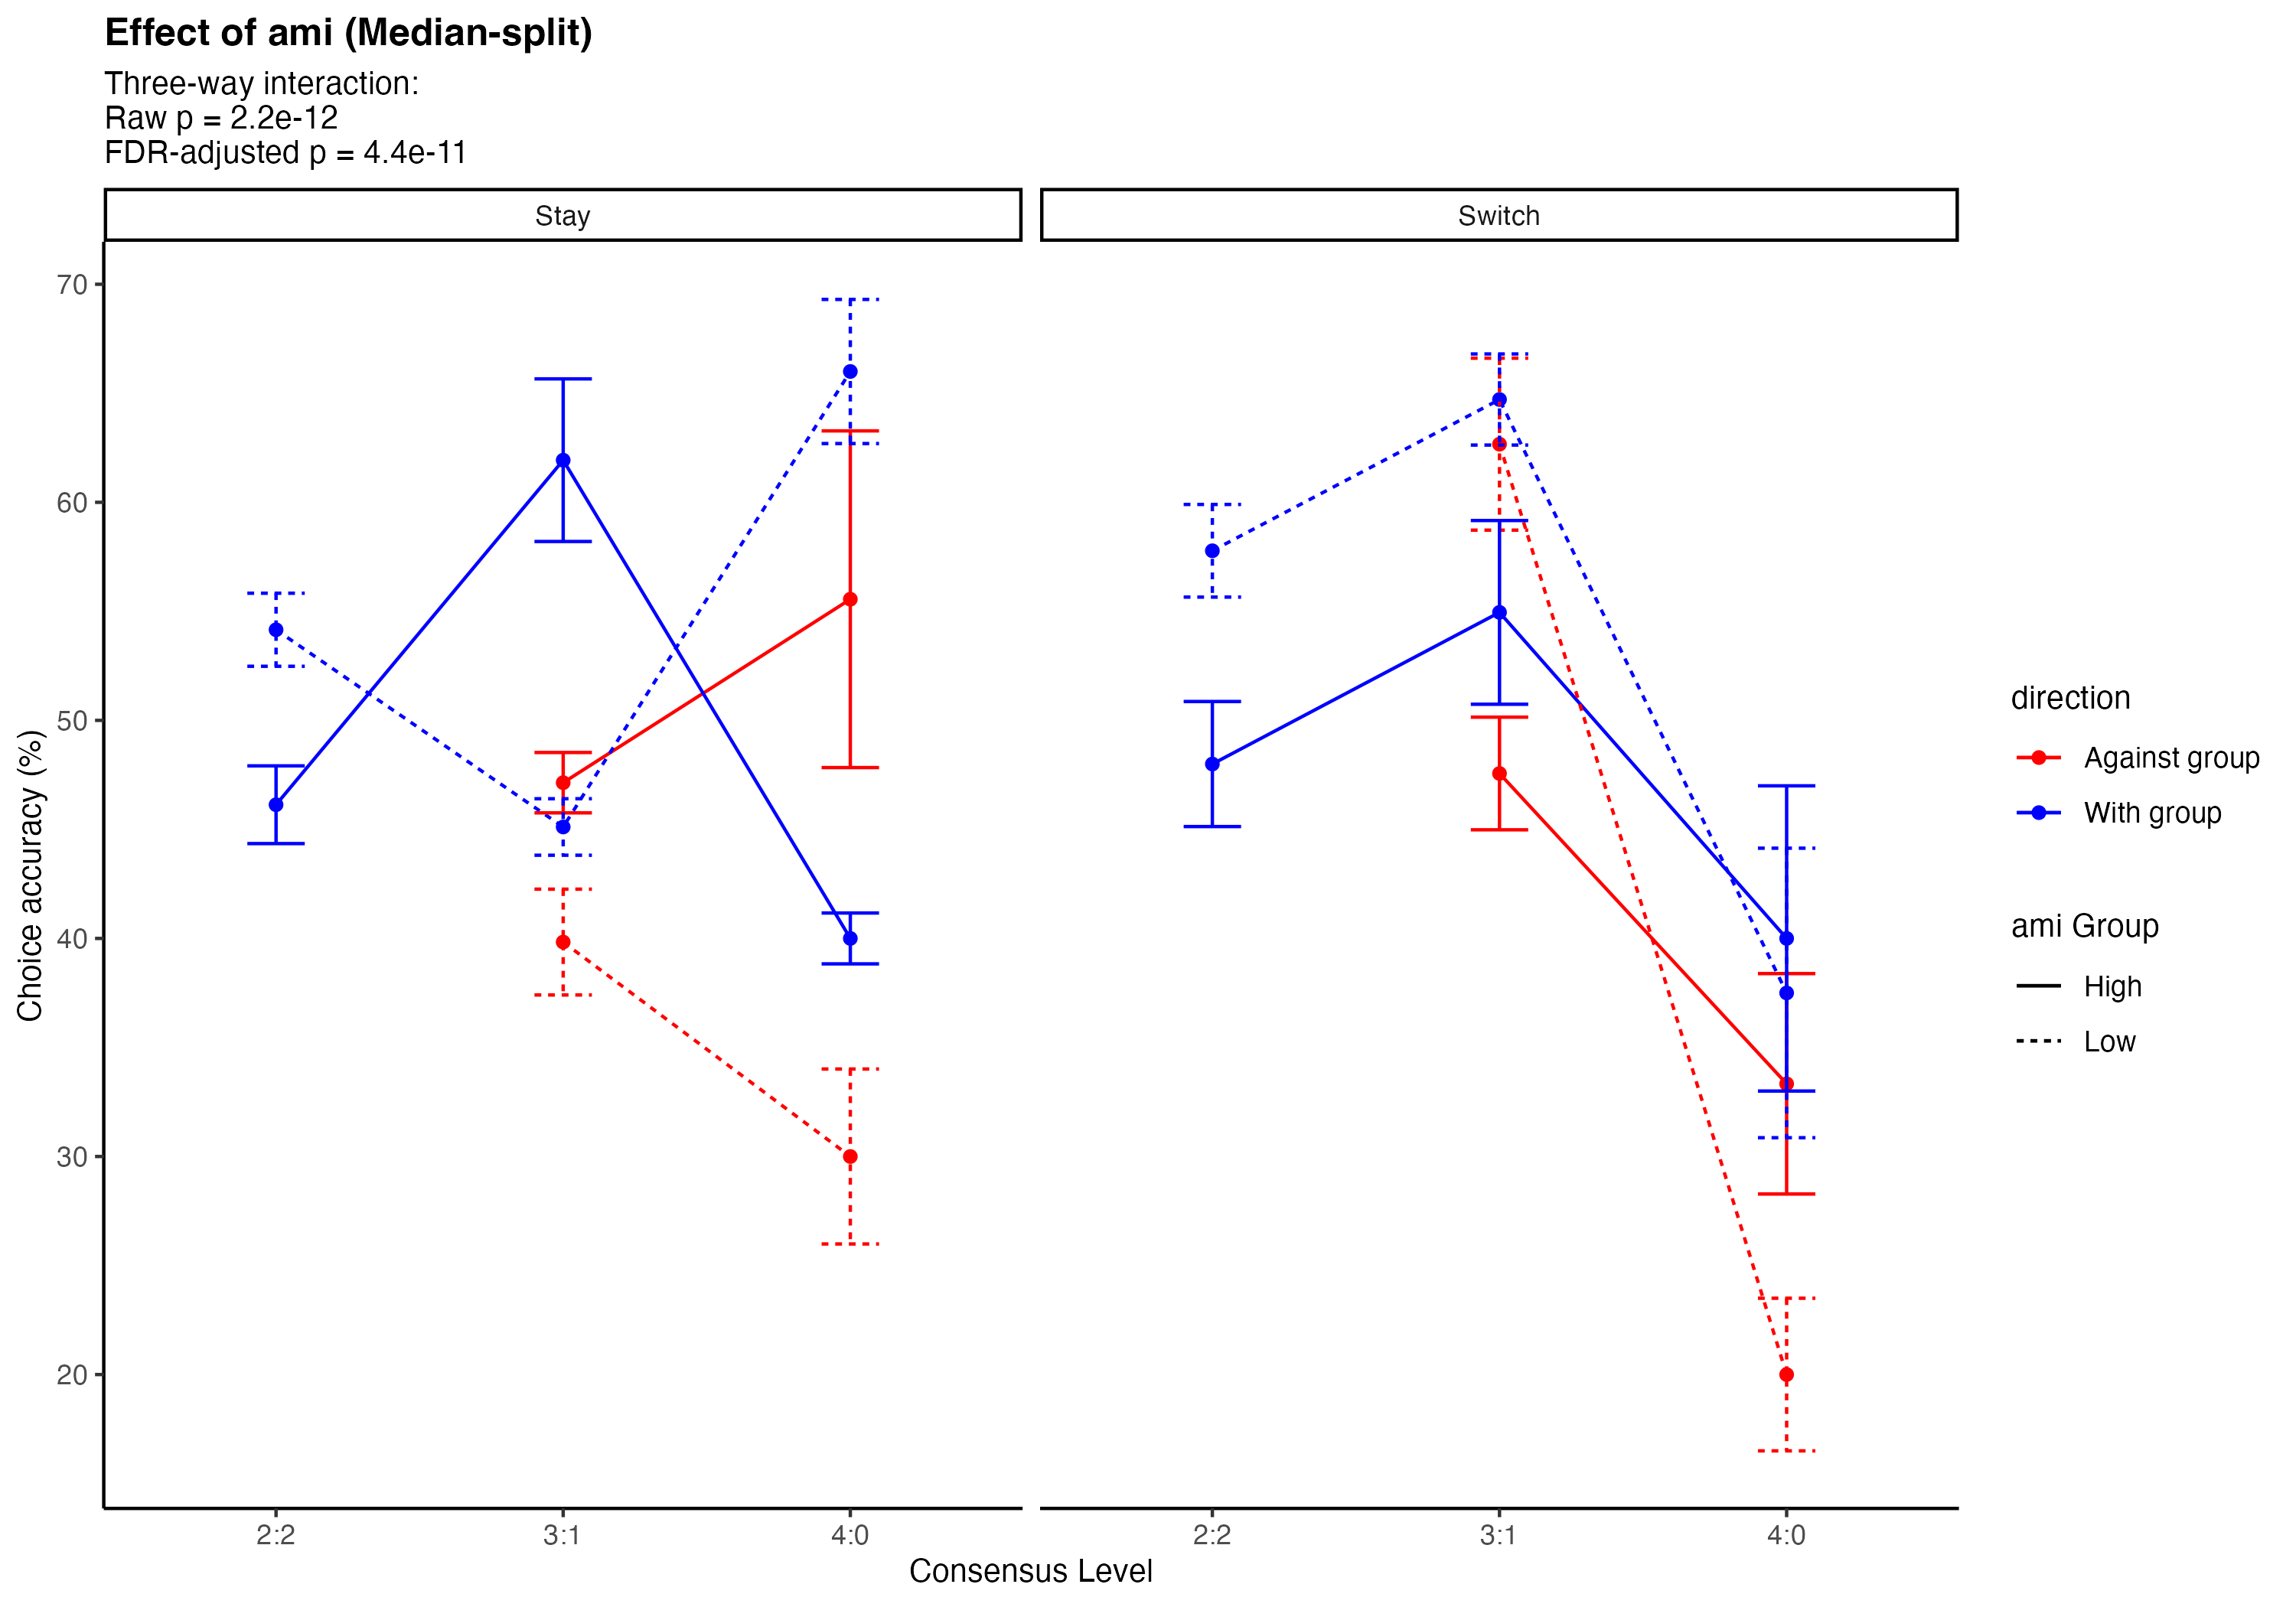 Effect of ami (Median-split)
Three-way interaction:
Raw p = 2.2e-12
FDR-adjusted p = 4.4e-11
Stay
Switch
70
60
50
40
30
20
Choice accuracy (%)
2:2
3:1
4:0
2:2
3:1
4:0
Consensus Level
direction
Against group
With group
ami Group
High
Low